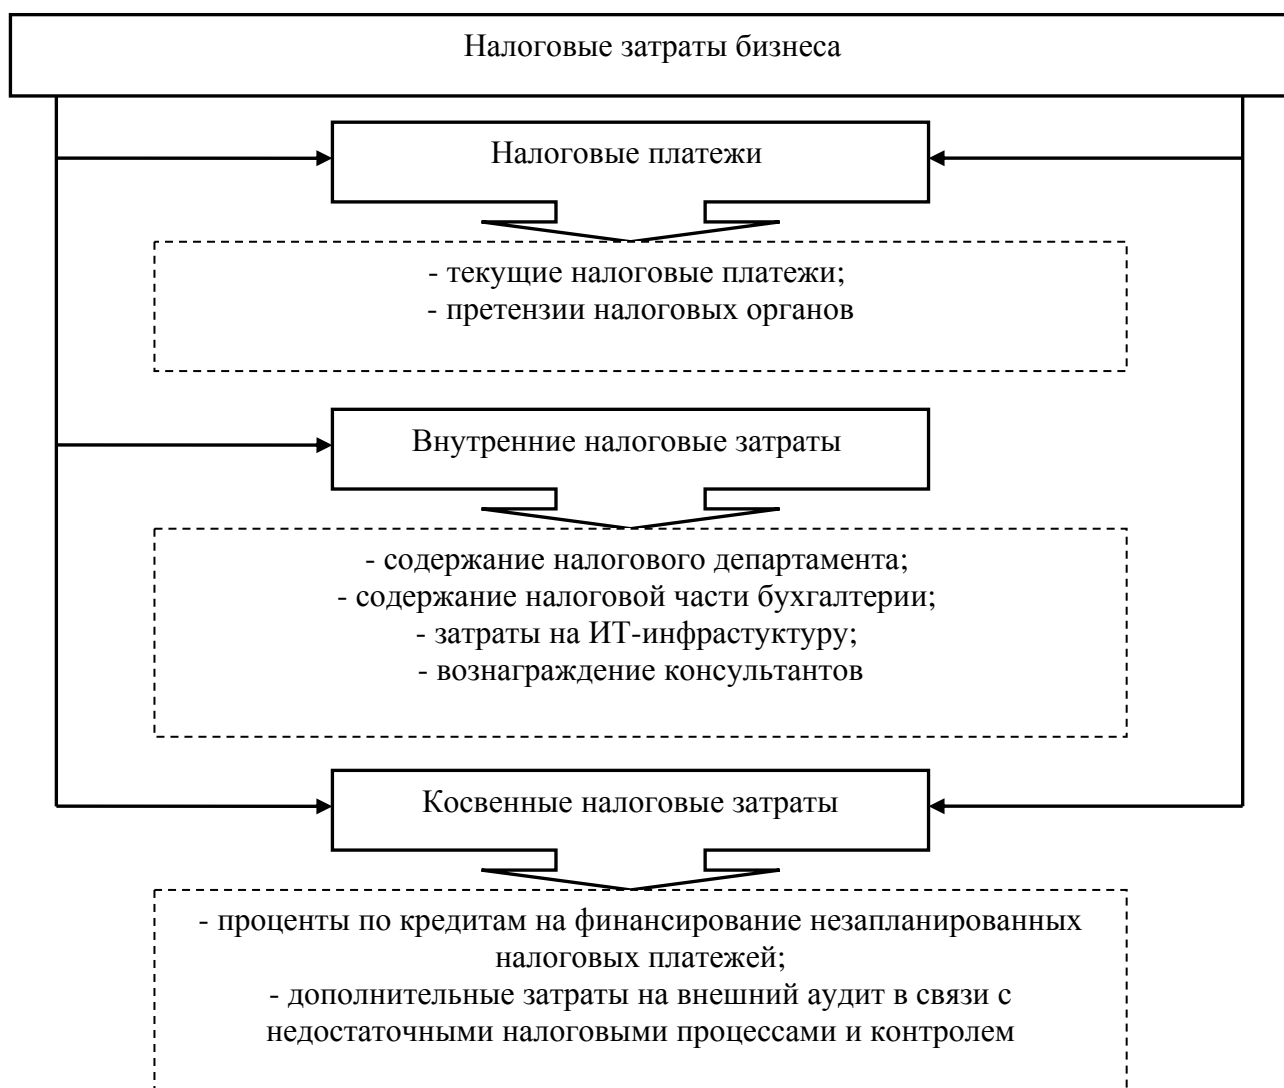 Налоговые затраты бизнеса
Налоговые платежи
- текущие налоговые платежи;
- претензии налоговых органов
Внутренние налоговые затраты
- содержание налогового департамента;
- содержание налоговой части бухгалтерии;
- затраты на ИТ-инфрастуктуру;
- вознаграждение консультантов
Косвенные налоговые затраты
- проценты по кредитам на финансирование незапланированных
налоговых платежей;
- дополнительные затраты на внешний аудит в связи с
недостаточными налоговыми процессами и контролем